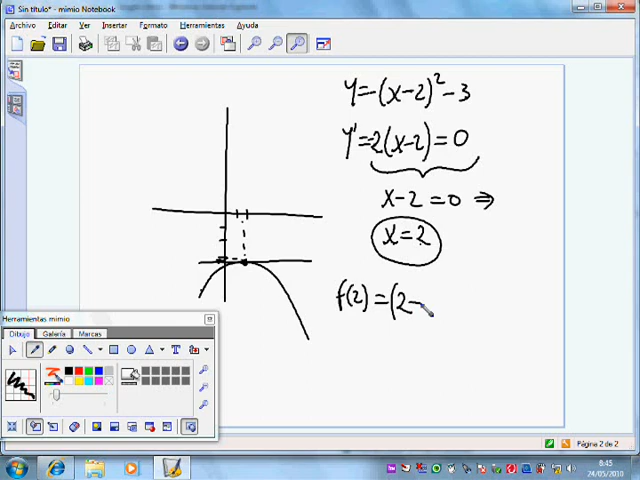 Sin título* - mimio Notebook
Archivo Editar Ver Insertar Formato Herramientas Ayuda
y=-(x-2)² -3
y'=-2(x-2)=0
x-2=0 ⇒
x=2
f(2)=(2-
Herramientas mimio
Dibujo Galería Marcas
T
Página 2 de 2
8:45
24/05/2010